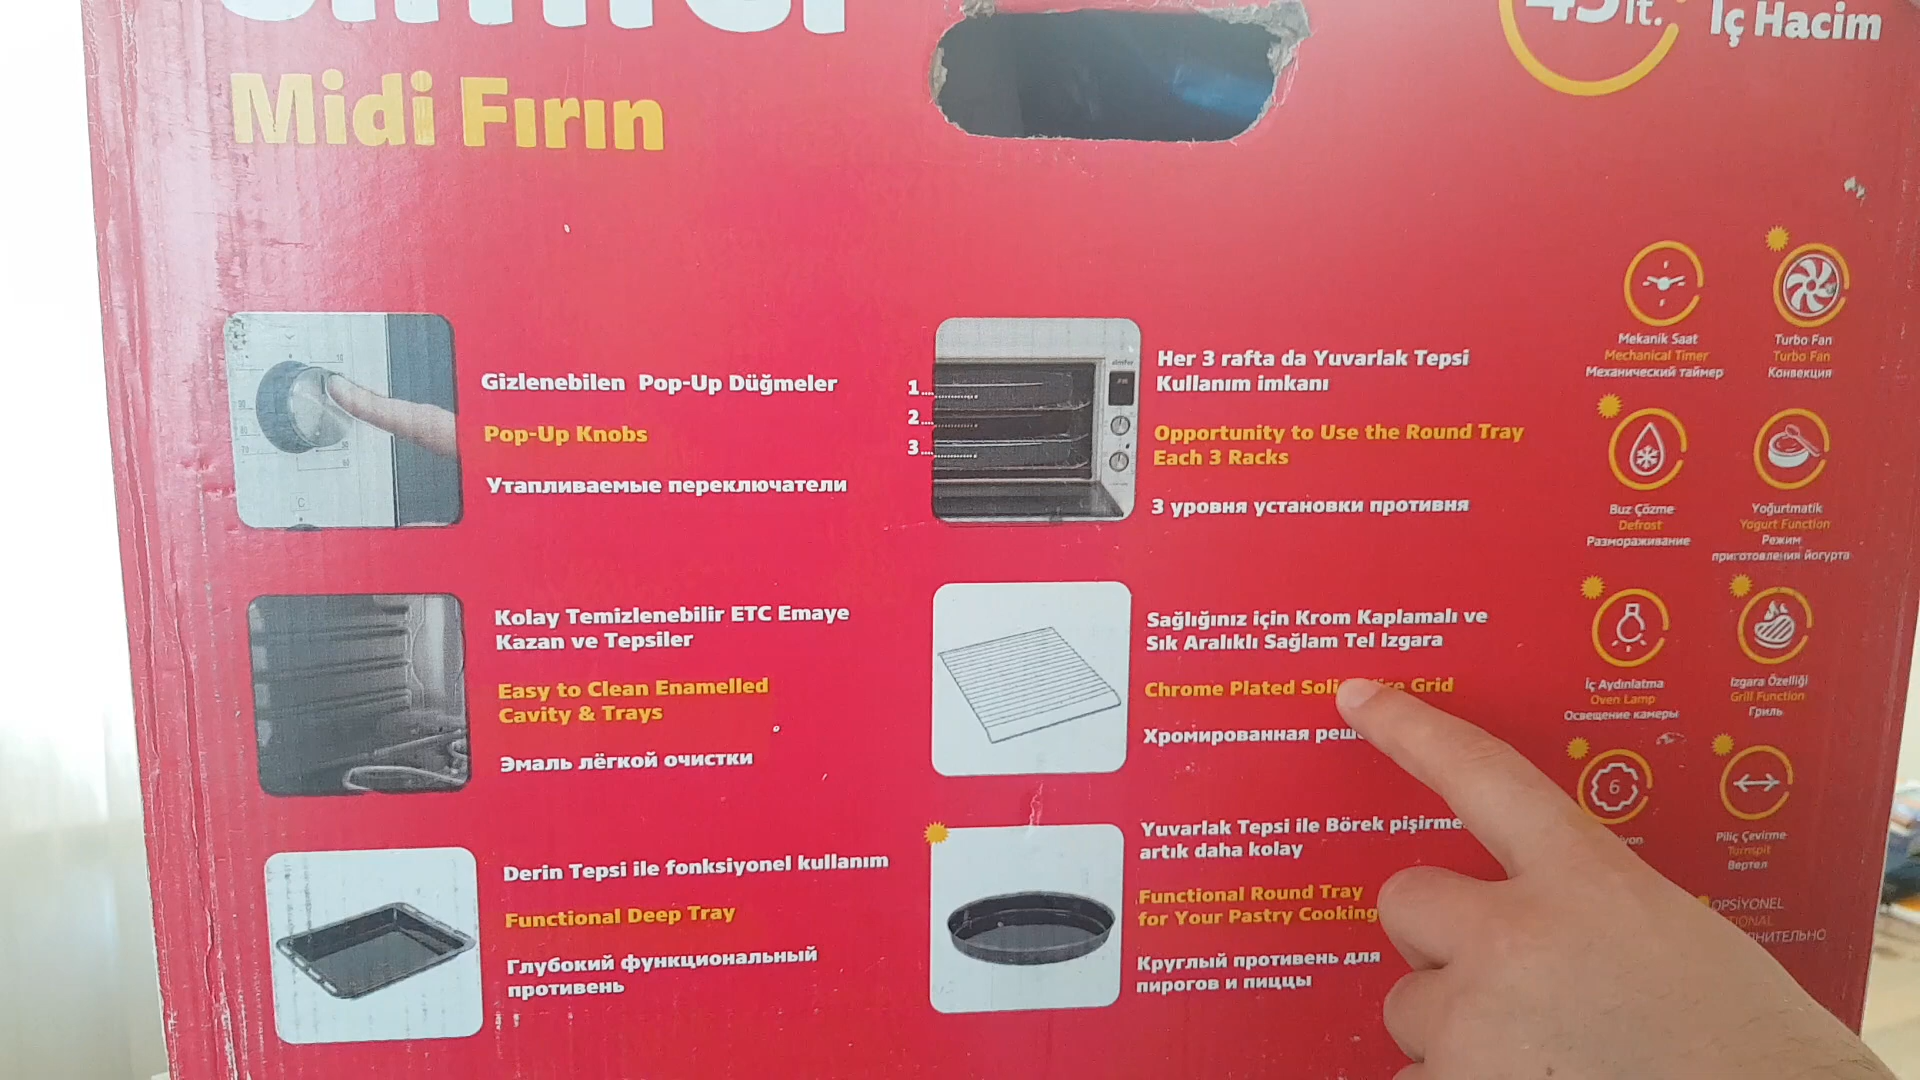 Midi Fırın
45 lt.
İç Hacim
Gizlenebilen Pop-Up Düğmeler
Pop-Up Knobs
Утапливаемые переключатели
1....
2....
3....
Her 3 rafta da Yuvarlak Tepsi
Kullanım imkanı
Opportunity to Use the Round Tray
Each 3 Racks
3 уровня установки противня
Mekanik Saat
Mechanical Timer
Механический таймер
Turbo Fan
Turbo Fan
Конвекция
Buz Çözme
Defrost
Размораживание
Yoğurtmatik
Yogurt Function
Режим
приготовления йогурта
Kolay Temizlenebilir ETC Emaye
Kazan ve Tepsiler
Easy to Clean Enamelled
Cavity & Trays
Эмаль лёгкой очистки
Sağlığınız için Krom Kaplamalı ve
Sık Aralıklı Sağlam Tel Izgara
Chrome Plated Grid
Хромированная
İç Aydınlatma
Oven Lamp
Освещение камеры
Izgara Özelliği
Grill Function
Гриль
6
Piliç Çevirme
Turnspit
Вертел
Derin Tepsi ile fonksiyonel kullanım
Functional Deep Tray
Глубокий функциональный
противень
Yuvarlak Tepsi ile Börek
artık daha kolay
Functional Round Tray
for Your Pastry Cooking
Круглый противень для
пирогов и пиццы
OPSİYONEL